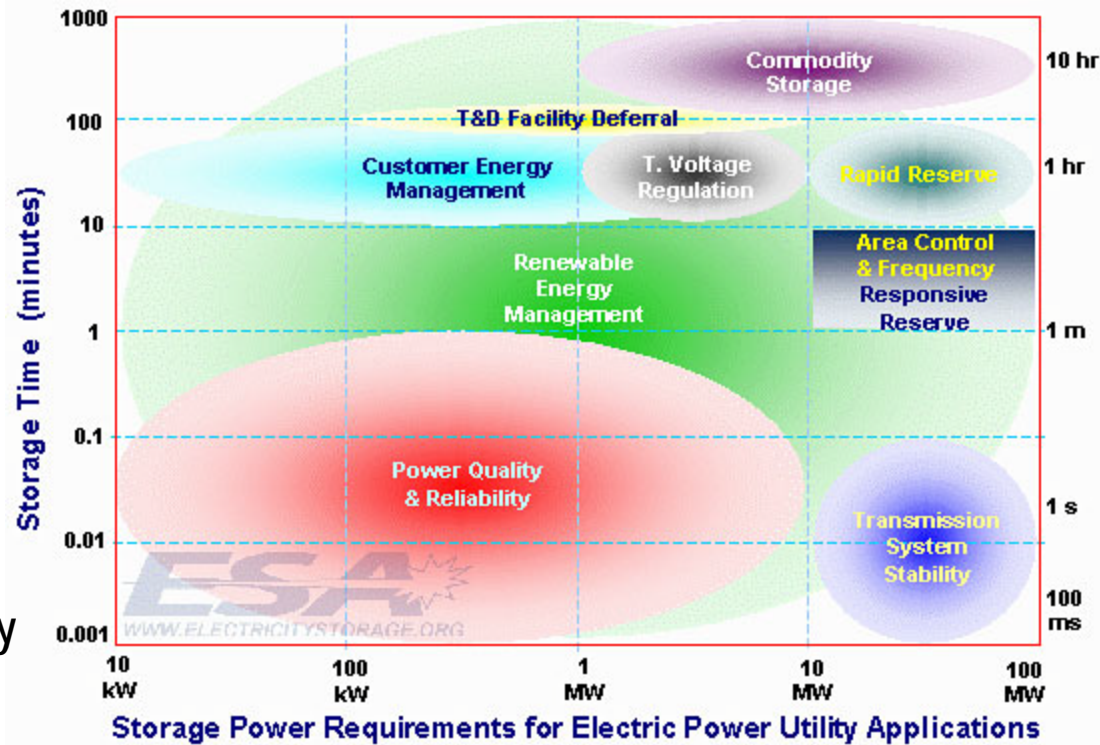 1000
100
10
1
0.1
0.01
0.001
Storage Time (minutes)
Commodity
Storage
T&D Facility Deferral
Customer Energy
Management
T. Voltage
Regulation
Rapid Reserve
Area Control
& Frequency
Responsive
Reserve
Renewable
Energy
Management
Power Quality
& Reliability
Transmission
System
Stability
ESA
WWW.ELECTRICITYSTORAGE.ORG
y
10 hr
1 hr
1 m
1 s
100
ms
10
kW
100
kW
1
MW
10
MW
100
MW
Storage Power Requirements for Electric Power Utility Applications